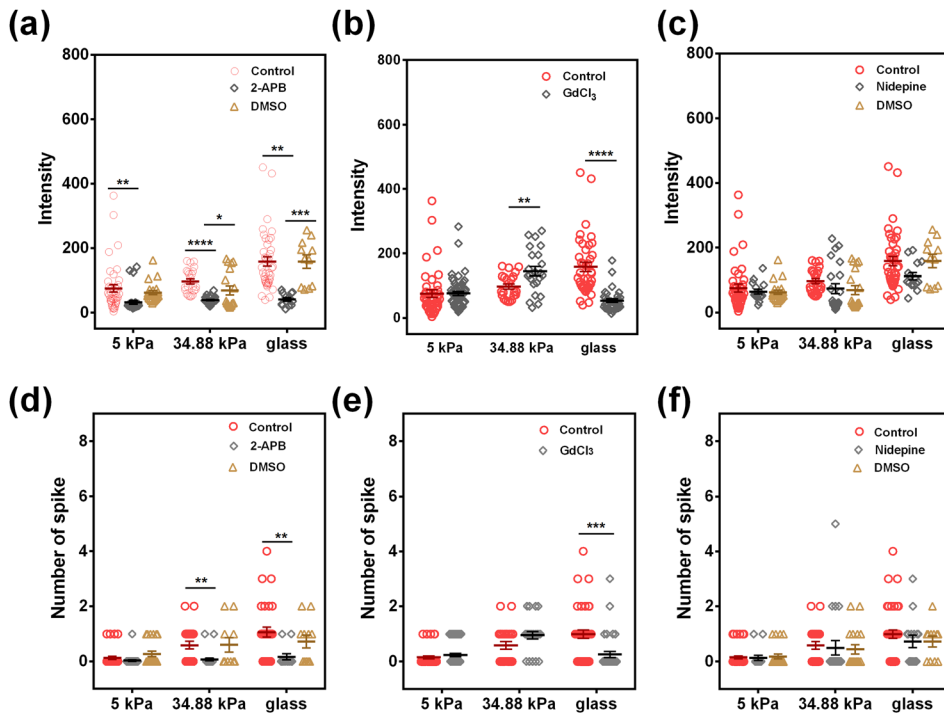 (a)
800
600
400
200
0
Intensity
Control
2-APB
DMSO
**
****
*
**
***
5 kPa
34.88 kPa
glass
(b)
800
600
400
200
0
Intensity
Control
GdCl₃
**
****
5 kPa
34.88 kPa
glass
(c)
800
600
400
200
0
Intensity
Control
Nidepine
DMSO
5 kPa
34.88 kPa
glass
(d)
8
6
4
2
0
Number of spike
Control
2-APB
DMSO
**
**
5 kPa
34.88 kPa
glass
(e)
8
6
4
2
0
Number of spike
Control
GdCl₃
***
5 kPa
34.88 kPa
glass
(f)
8
6
4
2
0
Number of spike
Control
Nidepine
DMSO
5 kPa
34.88 kPa
glass